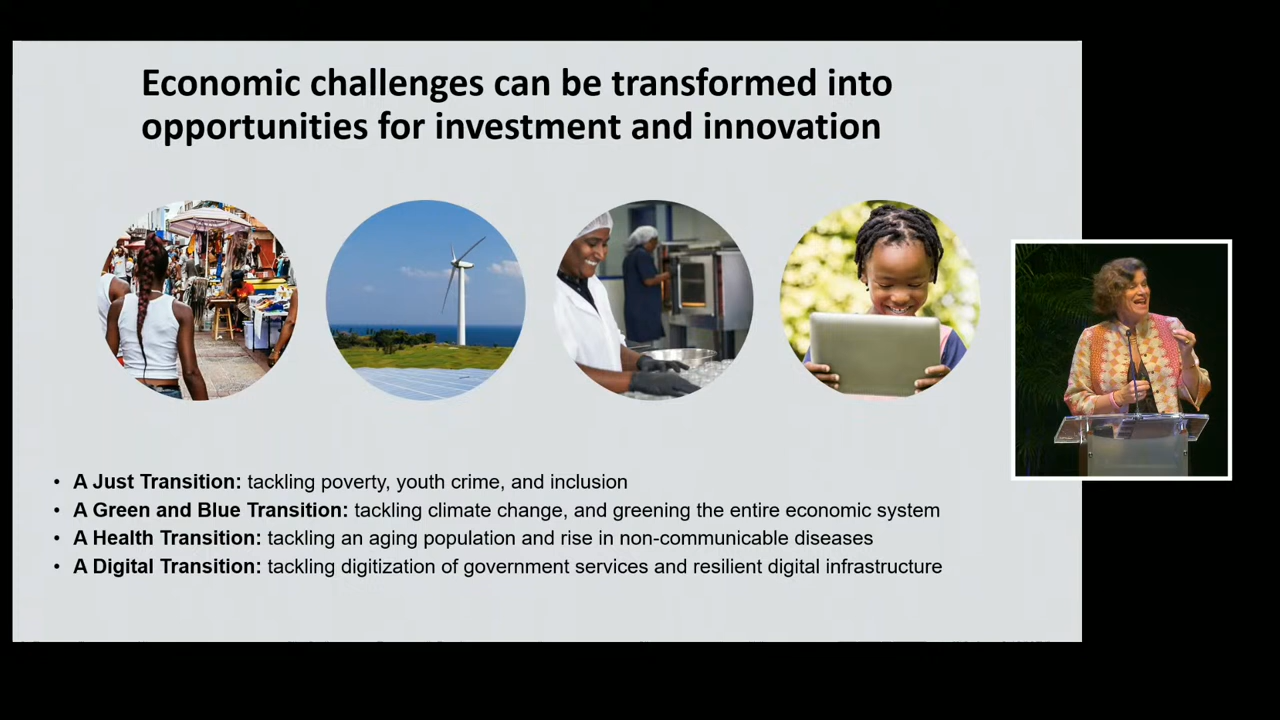 Economic challenges can be transformed into
opportunities for investment and innovation
• A Just Transition: tackling poverty, youth crime, and inclusion
• A Green and Blue Transition: tackling climate change, and greening the entire economic system
• A Health Transition: tackling an aging population and rise in non-communicable diseases
• A Digital Transition: tackling digitization of government services and resilient digital infrastructure